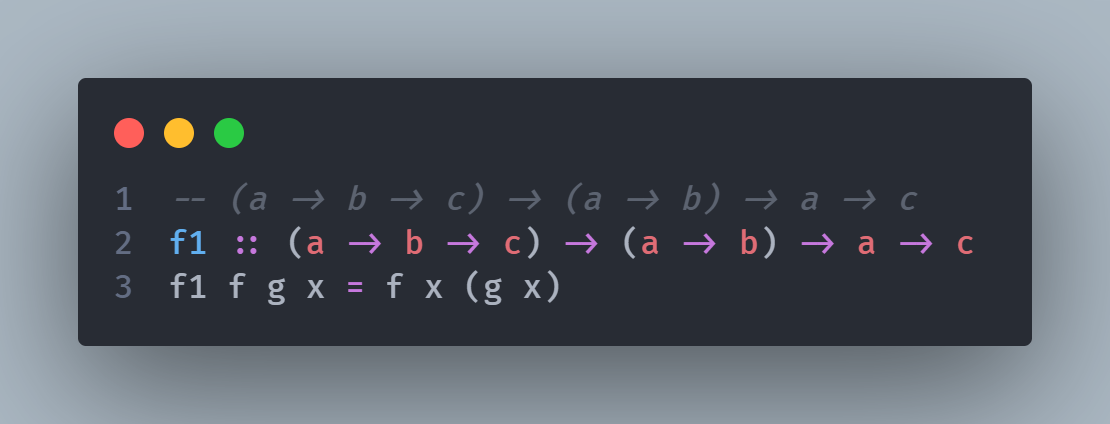 1 -- (a -> b -> c) -> (a -> b) -> a -> c
2 f1 :: (a -> b -> c) -> (a -> b) -> a -> c
3 f1 f g x = f x (g x)